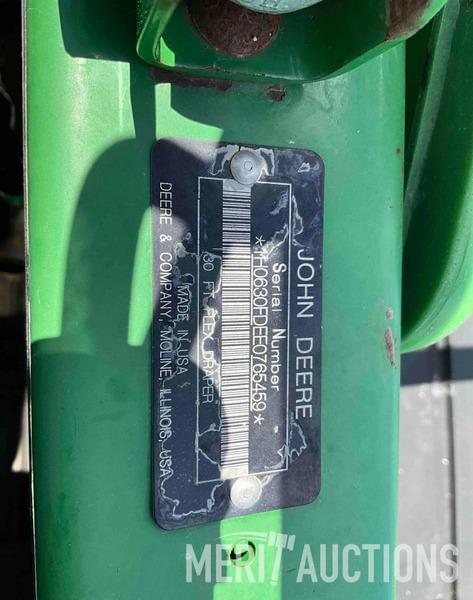 JOHN DEERE
Serial Number
*1H0630FDEE0765459*
30 FT. FLEX DRAPER
MADE IN USA
DEERE & COMPANY, MOLINE, ILLINOIS, USA
MERIT AUCTIONS